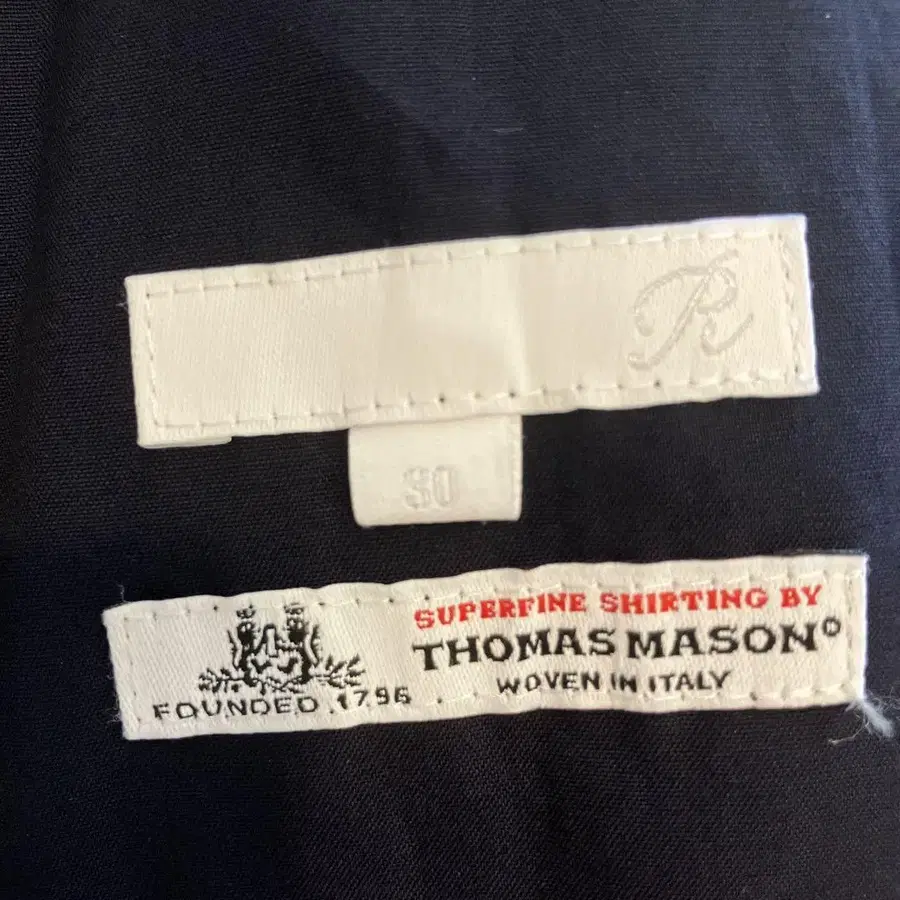 R
30
SUPERFINE SHIRTING BY
THOMAS MASON®
WOVEN IN ITALY
FOUNDED 1796